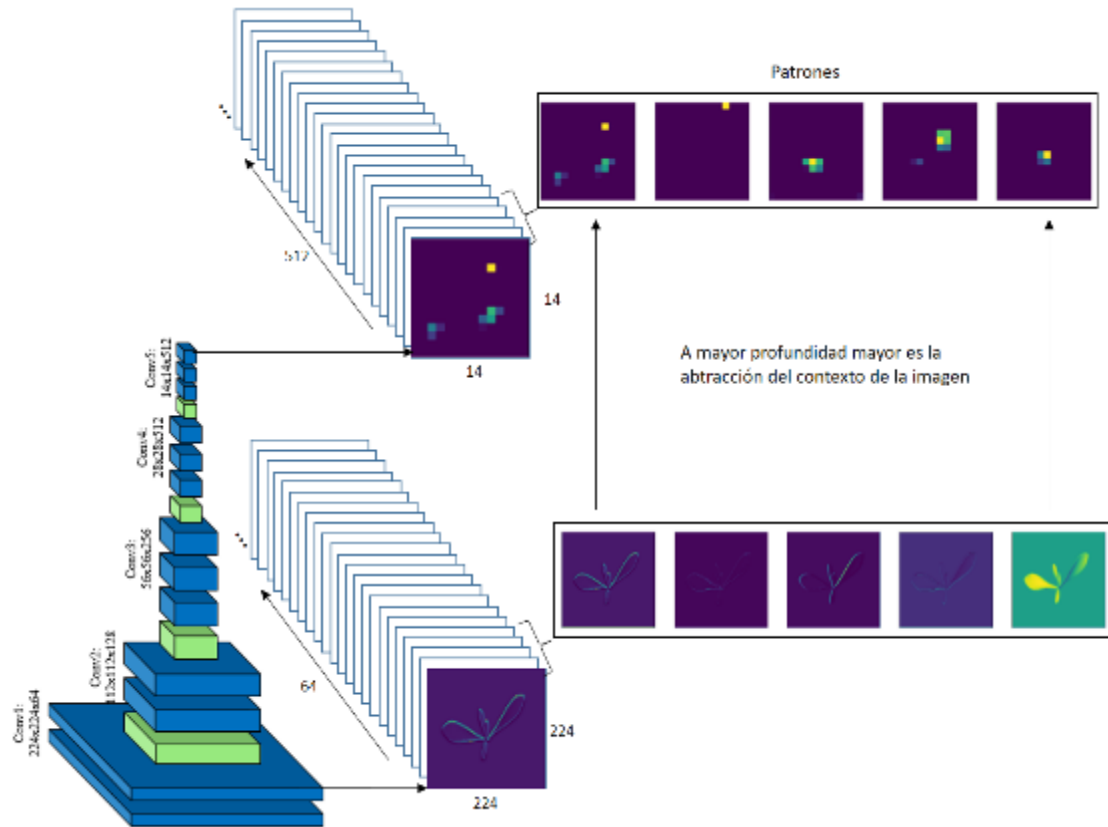 Patrones
...
512
14
14
A mayor profundidad mayor es la
abtracción del contexto de la imagen
Conv5:
14x14x512
Conv4:
28x28x512
Conv3:
56x56x256
Conv2:
112x112x128
Conv1:
224x224x64
...
64
224
224